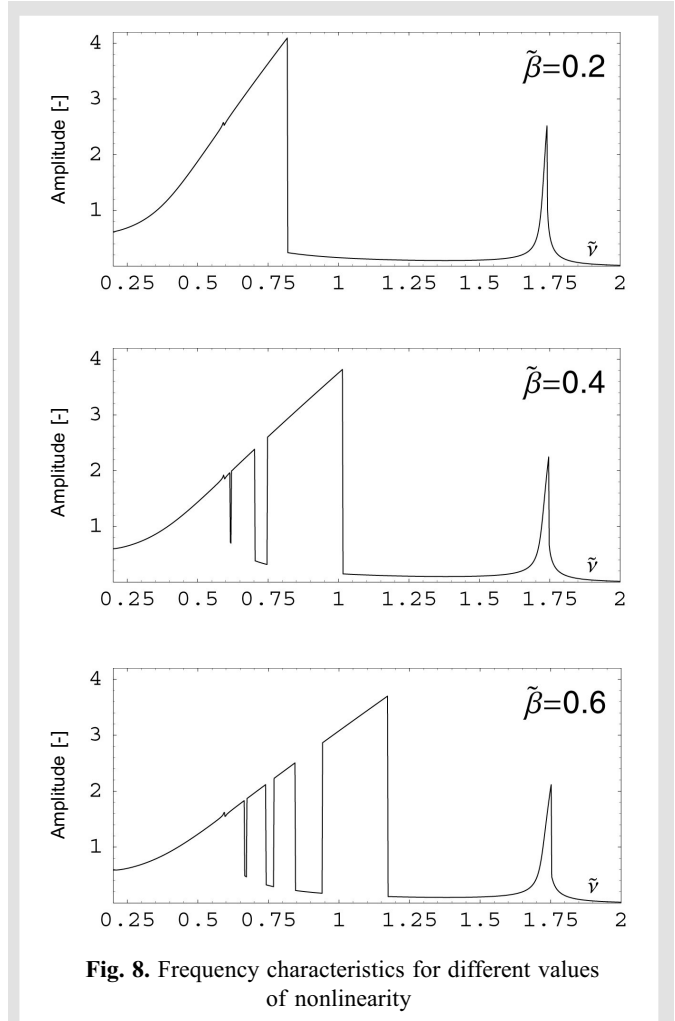 4
β̃=0.2
3
Amplitude [-]
2
1
ν̃
0.25 0.5 0.75 1 1.25 1.5 1.75 2
4
β̃=0.4
3
Amplitude [-]
2
1
ν̃
0.25 0.5 0.75 1 1.25 1.5 1.75 2
4
β̃=0.6
3
Amplitude [-]
2
1
ν̃
0.25 0.5 0.75 1 1.25 1.5 1.75 2
Fig. 8. Frequency characteristics for different values
of nonlinearity